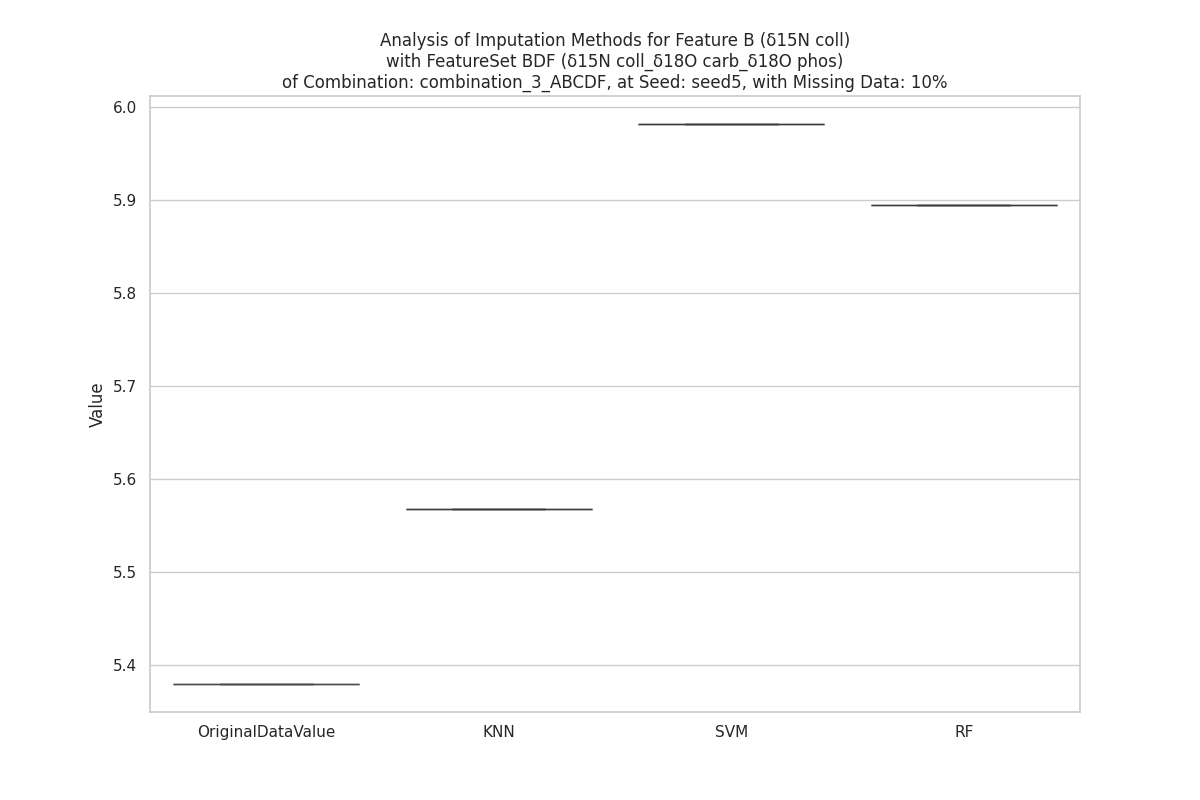 Analysis of Imputation Methods for Feature B (δ15N coll)
with FeatureSet BDF (δ15N coll_δ18O carb_δ18O phos)
of Combination: combination_3_ABCDF, at Seed: seed5, with Missing Data: 10%
6.0
5.9
5.8
5.7
5.6
5.5
5.4
Value
OriginalDataValue
KNN
SVM
RF